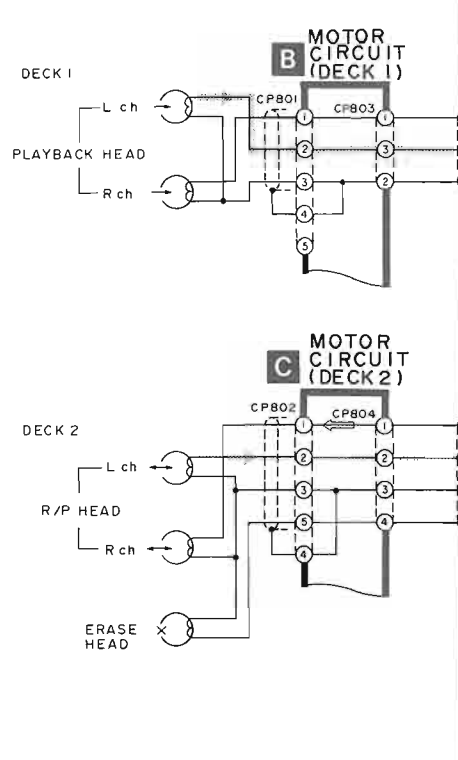 B
MOTOR
CIRCUIT
(DECK 1)
DECK 1
CP801
CP803
L ch
PLAYBACK HEAD
R ch
1
1
2
3
3
2
4
5
C
MOTOR
CIRCUIT
(DECK 2)
CP802
CP804
DECK 2
L ch
R/P HEAD
R ch
ERASE
HEAD
1
1
2
2
3
3
5
4
4